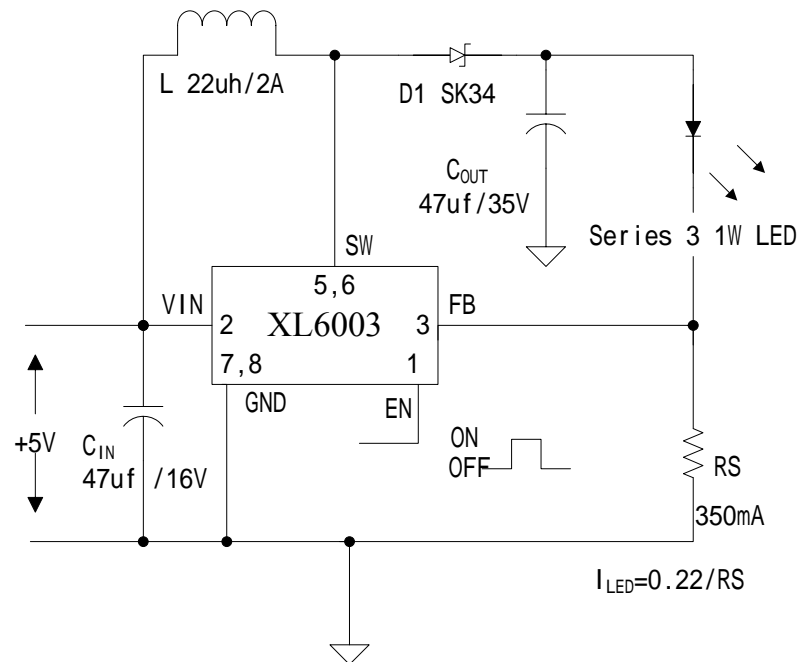 L 22uh/2A
D1 SK34
COUT
47uf/35V
Series 3 1W LED
SW
5,6
VIN
2
XL6003
3
FB
7,8
1
GND
EN
+5V
CIN
47uf /16V
ON
OFF
RS
350mA
ILED=0.22/RS